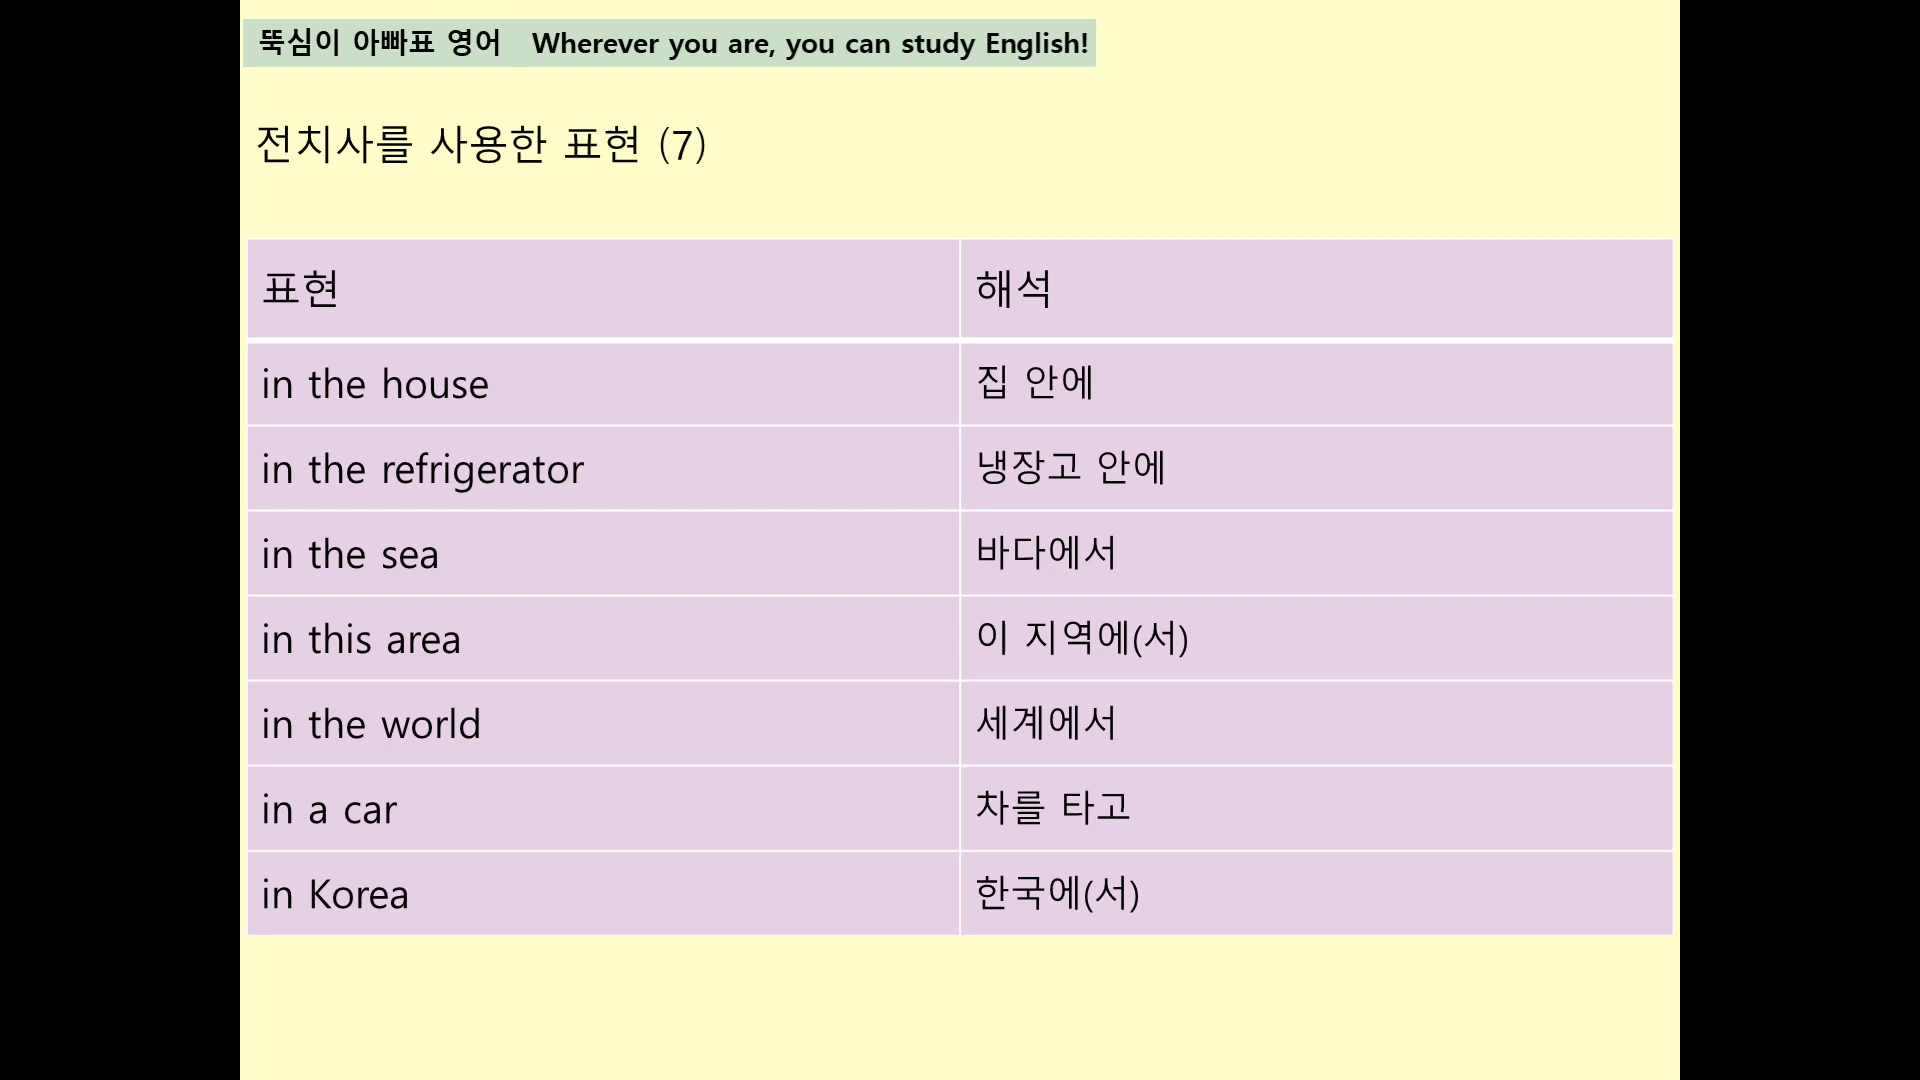 뚝심이 아빠표 영어 Wherever you are, you can study English!
전치사를 사용한 표현 (7)
표현 해석
in the house 집 안에
in the refrigerator 냉장고 안에
in the sea 바다에서
in this area 이 지역에(서)
in the world 세계에서
in a car 차를 타고
in Korea 한국에(서)